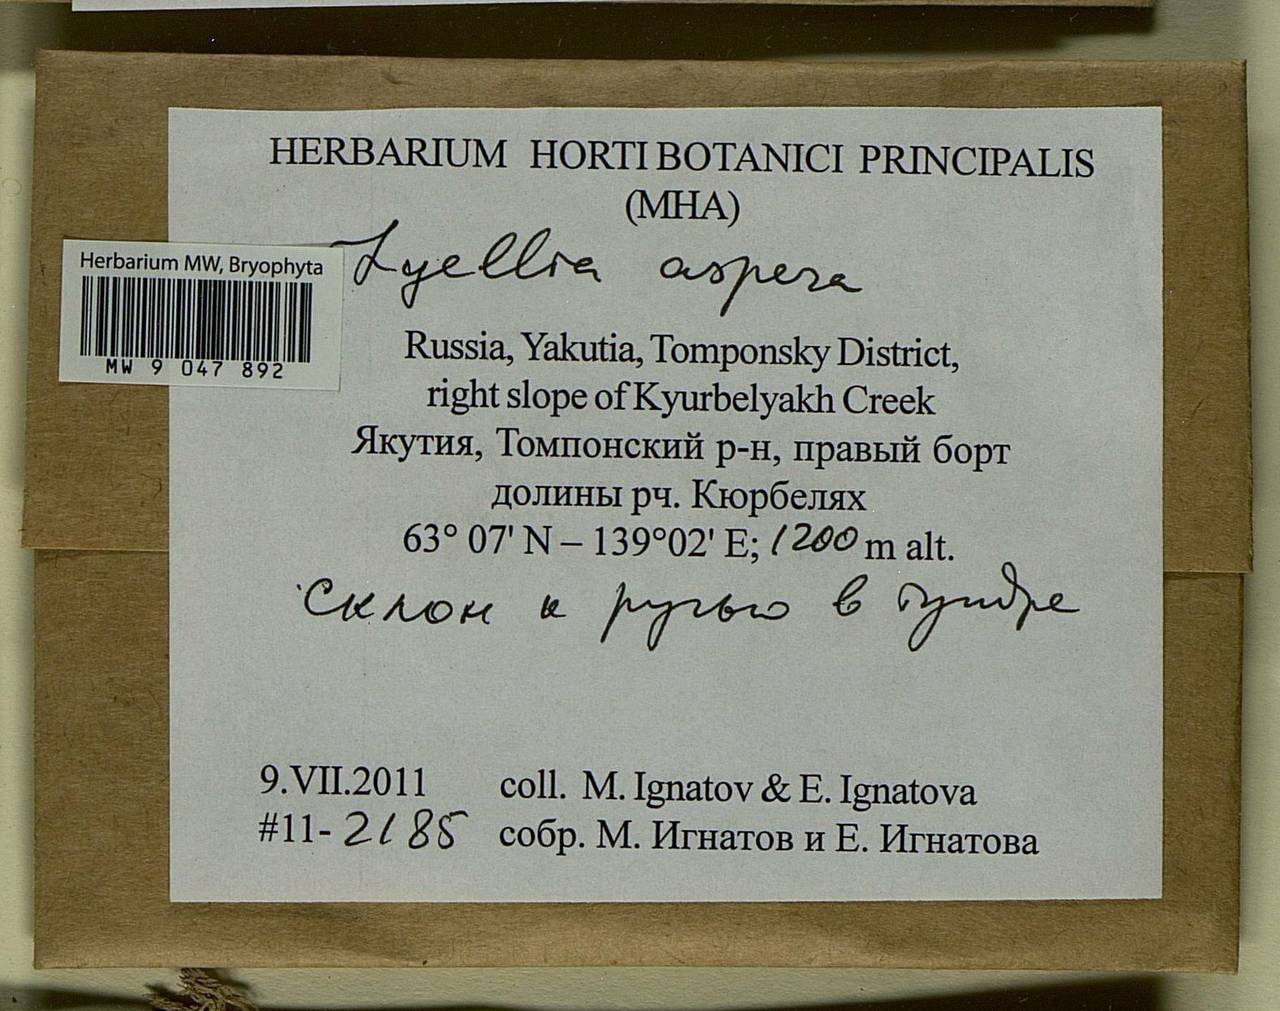 HERBARIUM HORTI BOTANICI PRINCIPALIS
(MHA)
Lyellia aspera
Herbarium MW, Bryophyta
MW 9 047 892
Russia, Yakutia, Tomponsky District,
right slope of Kyurbelyakh Creek
Якутия, Томпонский р-н, правый борт
долины рч. Кюрбелях
63° 07' N – 139°02' E; 1200 m alt.
Склон к ручью в тундре
9.VII.2011 coll. M. Ignatov & E. Ignatova
#11-2185 собр. М. Игнатов и Е. Игнатова